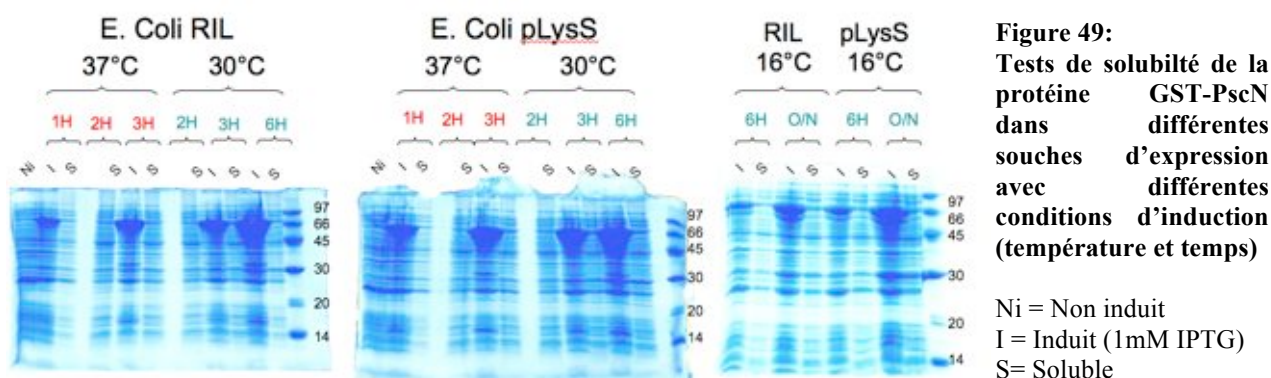 E. Coli RIL
37°C 30°C
1H 2H 3H 2H 3H 6H
Ni I S S I S S I S I S
97
66
45
30
20
14
E. Coli pLysS
37°C 30°C
1H 2H 3H 2H 3H 6H
Ni I S S I S S I S I S
97
66
45
30
20
14
RIL pLysS
16°C 16°C
6H O/N 6H O/N
I S I S I S I S
97
66
45
30
20
14
Figure 49:
Tests de solubilté de la
protéine GST-PscN
dans différentes
souches d'expression
avec différentes
conditions d'induction
(température et temps)
Ni = Non induit
I = Induit (1mM IPTG)
S= Soluble